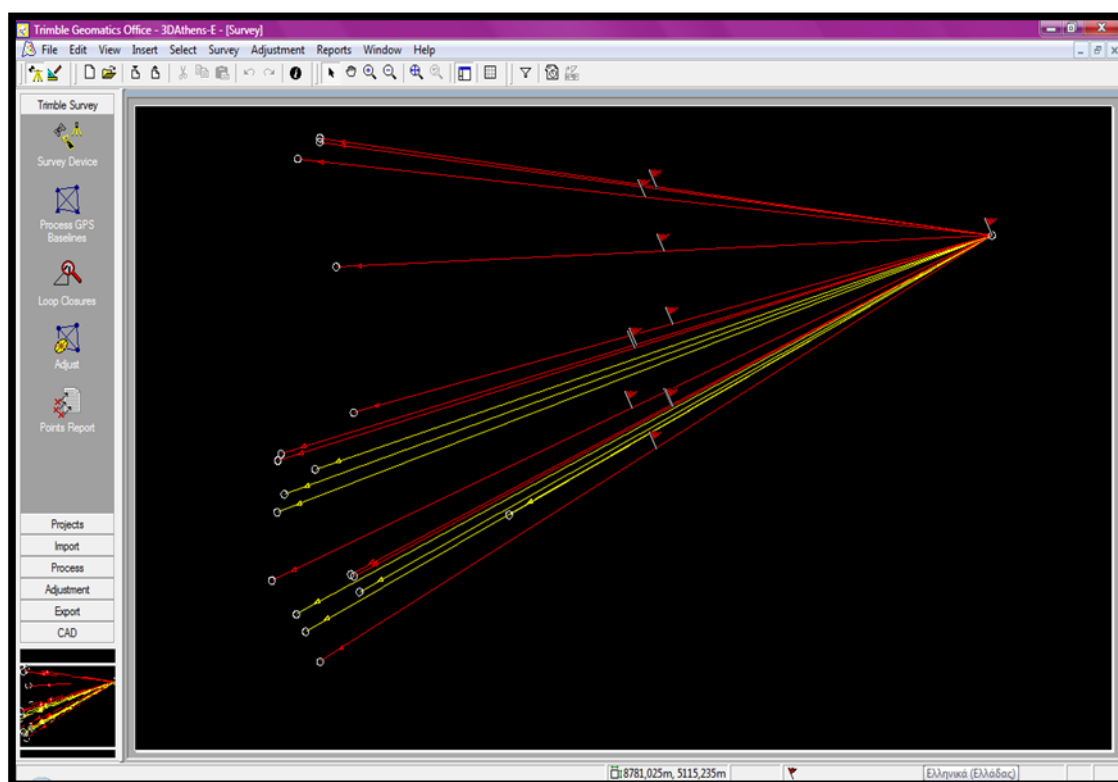 Trimble Geomatics Office - 3DAthens-E - [Survey]
File Edit View Insert Select Survey Adjustment Reports Window Help
Trimble Survey
Survey Device
Process GPS
Baselines
Loop Closures
Adjust
Points Report
Projects
Import
Process
Adjustment
Export
CAD
8781,025m, 5115,235m
Ελληνικά (Ελλάδας)